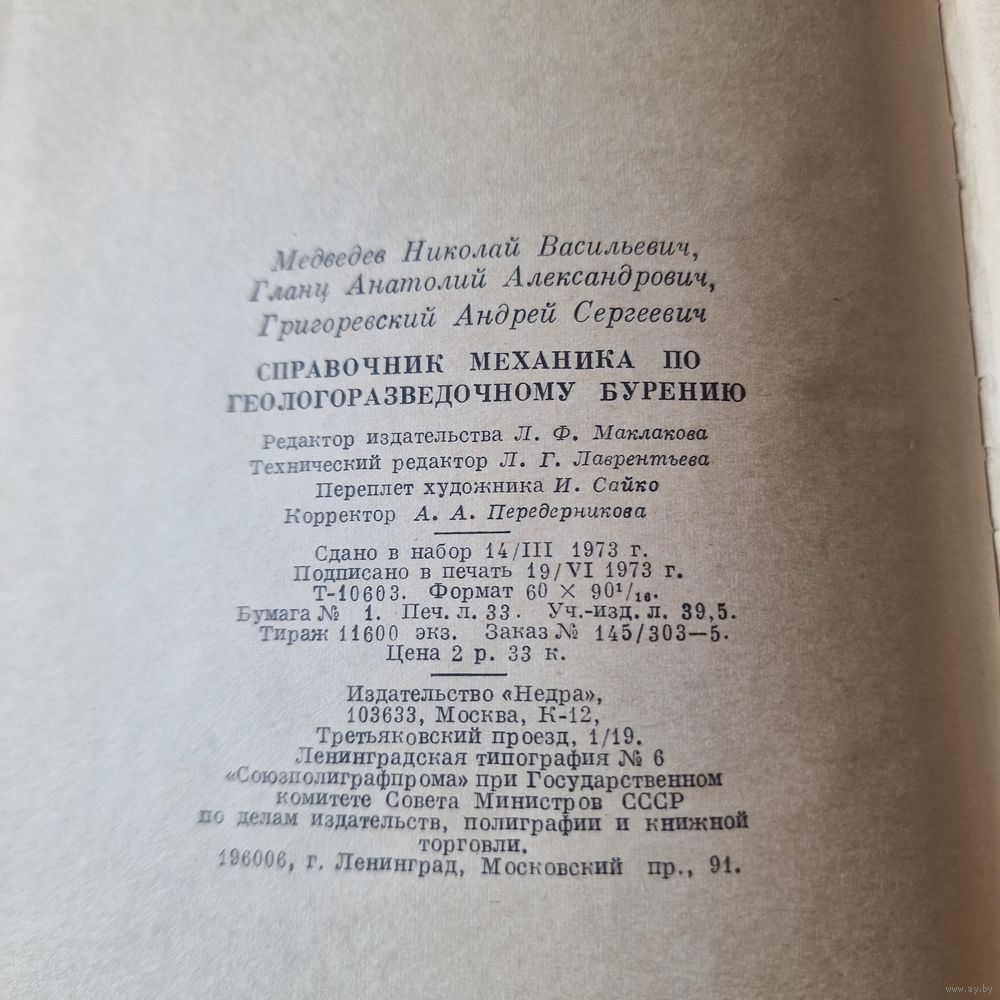 Медведев Николай Васильевич,
Гланц Анатолий Александрович,
Григоревский Андрей Сергеевич
СПРАВОЧНИК МЕХАНИКА ПО
ГЕОЛОГОРАЗВЕДОЧНОМУ БУРЕНИЮ
Редактор издательства Л. Ф. Маклакова
Технический редактор Л. Г. Лаврентьева
Переплет художника И. Сайко
Корректор А. А. Передерникова
Сдано в набор 14/III 1973 г.
Подписано в печать 19/VI 1973 г.
Т-10603. Формат 60 × 90¹/₁₆.
Бумага № 1. Печ. л. 33. Уч.-изд. л. 39,5.
Тираж 11600 экз. Заказ № 145/303—5.
Цена 2 р. 33 к.
Издательство «Недра»,
103633, Москва, К-12,
Третьяковский проезд, 1/19.
Ленинградская типография № 6
«Союзполиграфпрома» при Государственном
комитете Совета Министров СССР
по делам издательств, полиграфии и книжной
торговли.
196006, г. Ленинград, Московский пр., 91.
www.ay.by